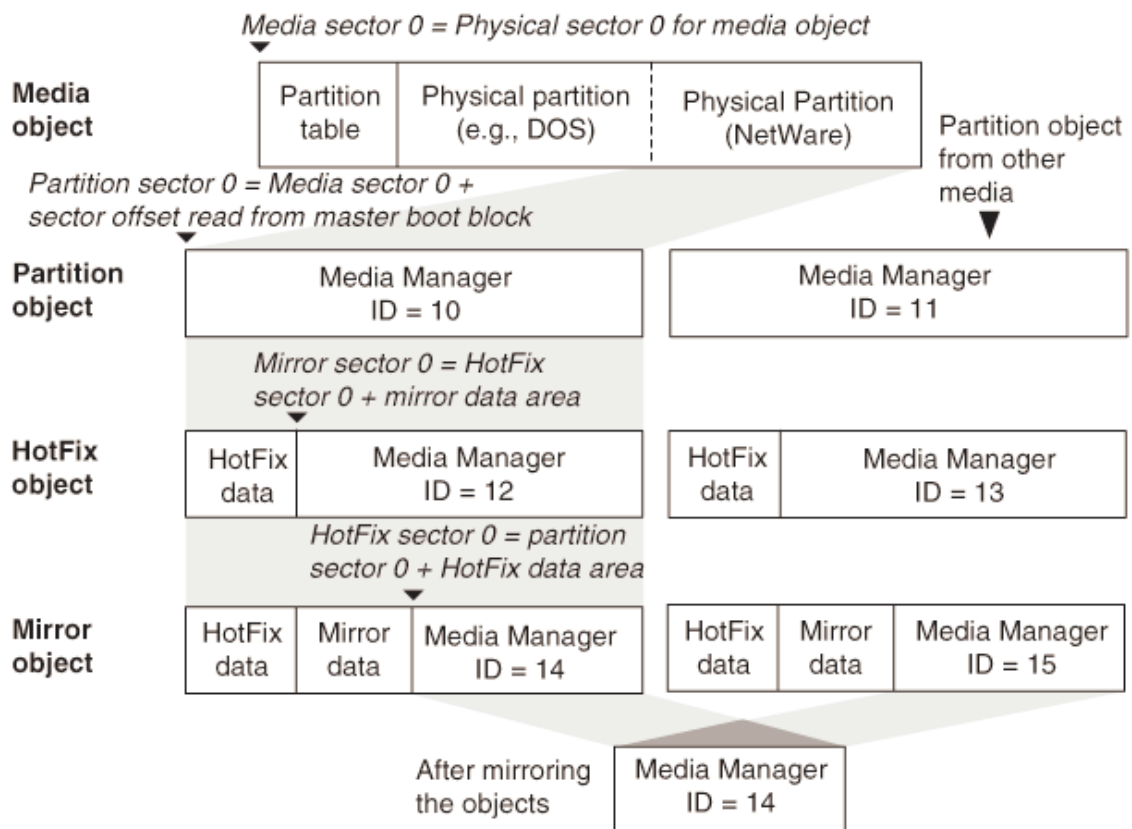 Media sector 0 = Physical sector 0 for media object
Media
object
Partition
table
Physical partition
(e.g., DOS)
Physical Partition
(NetWare)
Partition object
from other
media
Partition sector 0 = Media sector 0 +
sector offset read from master boot block
Partition
object
Media Manager
ID = 10
Media Manager
ID = 11
Mirror sector 0 = HotFix
sector 0 + mirror data area
HotFix
object
HotFix
data
Media Manager
ID = 12
HotFix
data
Media Manager
ID = 13
HotFix sector 0 = partition
sector 0 + HotFix data area
Mirror
object
HotFix
data
Mirror
data
Media Manager
ID = 14
HotFix
data
Mirror
data
Media Manager
ID = 15
After mirroring
the objects
Media Manager
ID = 14